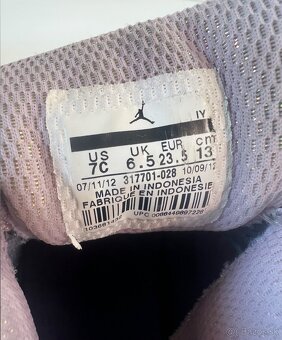 IY
US UK EUR cm
7C 6.5 23.5 13
07/11/12 317701-028 10/09/12
MADE IN INDONESIA
FABRIQUE EN INDONESIE
UPC